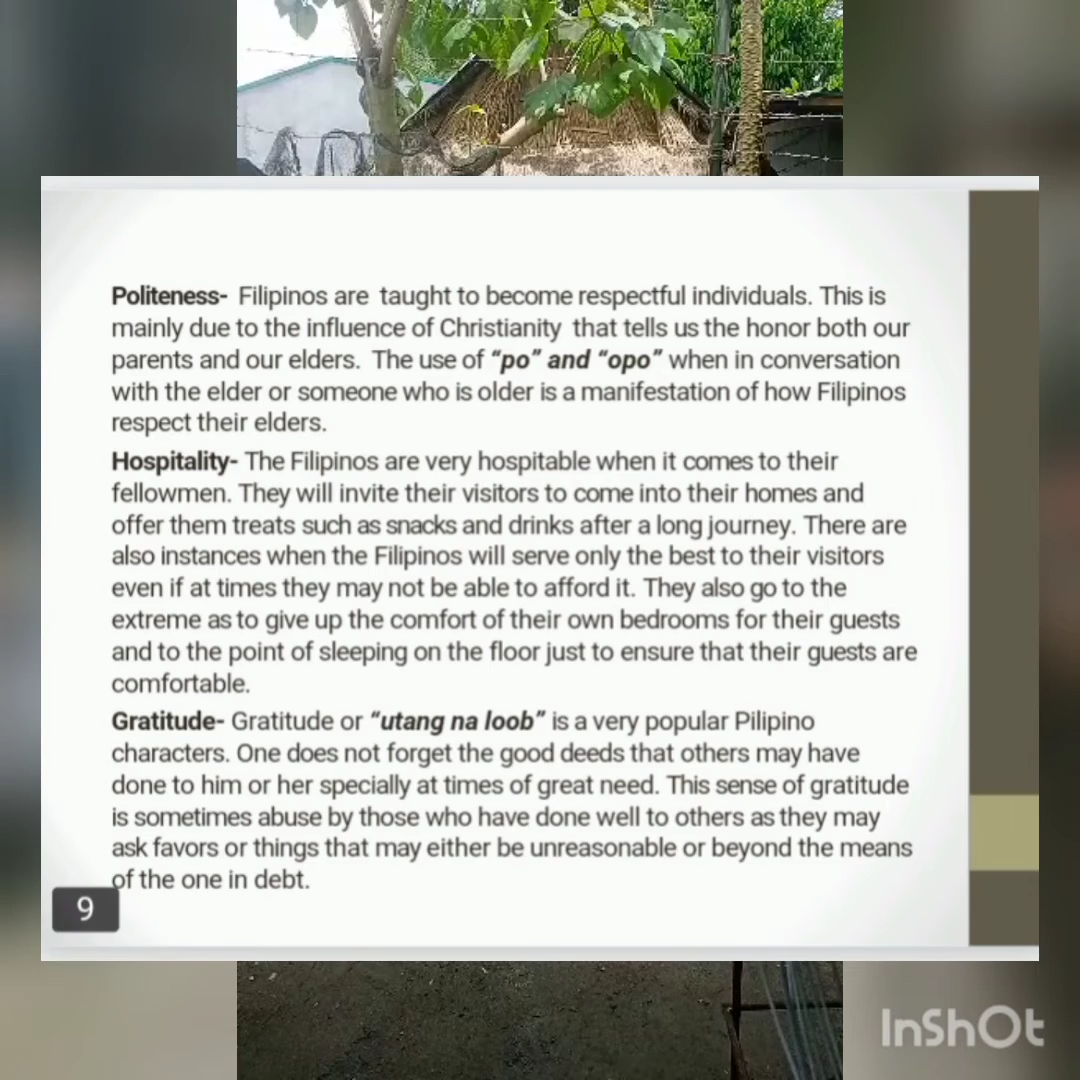 Politeness- Filipinos are taught to become respectful individuals. This is
mainly due to the influence of Christianity that tells us the honor both our
parents and our elders. The use of “po” and “opo” when in conversation
with the elder or someone who is older is a manifestation of how Filipinos
respect their elders.
Hospitality- The Filipinos are very hospitable when it comes to their
fellowmen. They will invite their visitors to come into their homes and
offer them treats such as snacks and drinks after a long journey. There are
also instances when the Filipinos will serve only the best to their visitors
even if at times they may not be able to afford it. They also go to the
extreme as to give up the comfort of their own bedrooms for their guests
and to the point of sleeping on the floor just to ensure that their guests are
comfortable.
Gratitude- Gratitude or “utang na loob” is a very popular Pilipino
characters. One does not forget the good deeds that others may have
done to him or her specially at times of great need. This sense of gratitude
is sometimes abuse by those who have done well to others as they may
ask favors or things that may either be unreasonable or beyond the means
of the one in debt.
9
InShOt